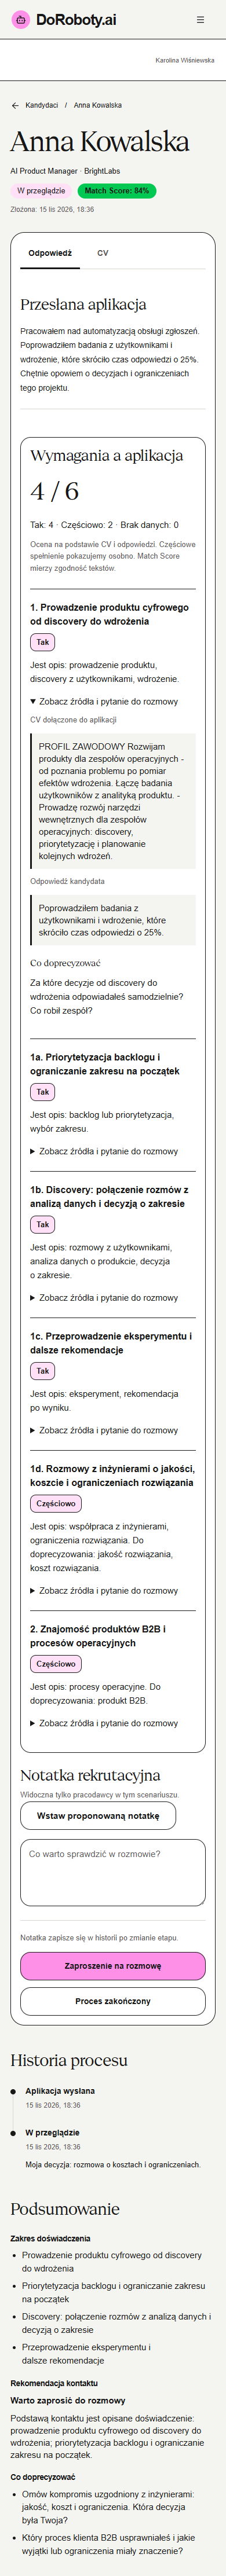 DoRoboty.ai
Karolina Wiśniewska
Kandydaci / Anna Kowalska
Anna Kowalska
AI Product Manager · BrightLabs
W przeglądzie Match Score: 84%
Złożona: 15 lis 2026, 18:36
Odpowiedź CV
Przesłana aplikacja
Pracowałem nad automatyzacją obsługi zgłoszeń.
Poprowadziłem badania z użytkownikami i
wdrożenie, które skróciło czas odpowiedzi o 25%.
Chętnie opowiem o decyzjach i ograniczeniach
tego projektu.
Wymagania a aplikacja
4 / 6
Tak: 4 · Częściowo: 2 · Brak danych: 0
Ocena na podstawie CV i odpowiedzi. Częściowe
spełnienie pokazujemy osobno. Match Score
mierzy zgodność tekstów.
1. Prowadzenie produktu cyfrowego
od discovery do wdrożenia
Tak
Jest opis: prowadzenie produktu,
discovery z użytkownikami, wdrożenie.
Zobacz źródła i pytanie do rozmowy
CV dołączone do aplikacji
PROFIL ZAWODOWY Rozwijam
produkty dla zespołów operacyjnych -
od poznania problemu po pomiar
efektów wdrożenia. Łączę badania
użytkowników z analityką produktu. -
Prowadzę rozwój narzędzi
wewnętrznych dla zespołów
operacyjnych: discovery,
priorytetyzację i planowanie
kolejnych wdrożeń.
Odpowiedź kandydata
Poprowadziłem badania z
użytkownikami i wdrożenie, które
skróciło czas odpowiedzi o 25%.
Co doprecyzować
Za które decyzje od discovery do
wdrożenia odpowiadałeś samodzielnie?
Co robił zespół?
1a. Priorytetyzacja backlogu i
ograniczanie zakresu na początek
Tak
Jest opis: backlog lub priorytetyzacja,
wybór zakresu.
Zobacz źródła i pytanie do rozmowy
1b. Discovery: połączenie rozmów z
analizą danych i decyzją o zakresie
Tak
Jest opis: rozmowy z użytkownikami,
analiza danych o produkcie, decyzja
o zakresie.
Zobacz źródła i pytanie do rozmowy
1c. Przeprowadzenie eksperymentu i
dalsze rekomendacje
Tak
Jest opis: eksperyment, rekomendacja
po wyniku.
Zobacz źródła i pytanie do rozmowy
1d. Rozmowy z inżynierami o jakości,
koszcie i ograniczeniach rozwiązania
Częściowo
Jest opis: współpraca z inżynierami,
ograniczenia rozwiązania. Do
doprecyzowania: jakość rozwiązania,
koszt rozwiązania.
Zobacz źródła i pytanie do rozmowy
2. Znajomość produktów B2B i
procesów operacyjnych
Częściowo
Jest opis: procesy operacyjne. Do
doprecyzowania: produkt B2B.
Zobacz źródła i pytanie do rozmowy
Notatka rekrutacyjna
Widoczna tylko pracodawcy w tym scenariuszu.
Wstaw proponowaną notatkę
Co warto sprawdzić w rozmowie?
Notatka zapisze się w historii po zmianie etapu.
Zaproszenie na rozmowę
Proces zakończony
Historia procesu
Aplikacja wysłana
15 lis 2026, 18:36
W przeglądzie
15 lis 2026, 18:36
Moja decyzja: rozmowa o kosztach i ograniczeniach.
Podsumowanie
Zakres doświadczenia
Prowadzenie produktu cyfrowego od discovery
do wdrożenia
Priorytetyzacja backlogu i ograniczanie zakresu
na początek
Discovery: połączenie rozmów z analizą danych i
decyzją o zakresie
Przeprowadzenie eksperymentu i
dalsze rekomendacje
Rekomendacja kontaktu
Warto zaprosić do rozmowy
Podstawą kontaktu jest opisane doświadczenie:
prowadzenie produktu cyfrowego od discovery do
wdrożenia; priorytetyzacja backlogu i ograniczanie
zakresu na początek.
Co doprecyzować
Omów kompromis uzgodniony z inżynierami:
jakość, koszt i ograniczenia. Która decyzja
była Twoja?
Który proces klienta B2B usprawniałeś i jakie
wyjątki lub ograniczenia miały znaczenie?